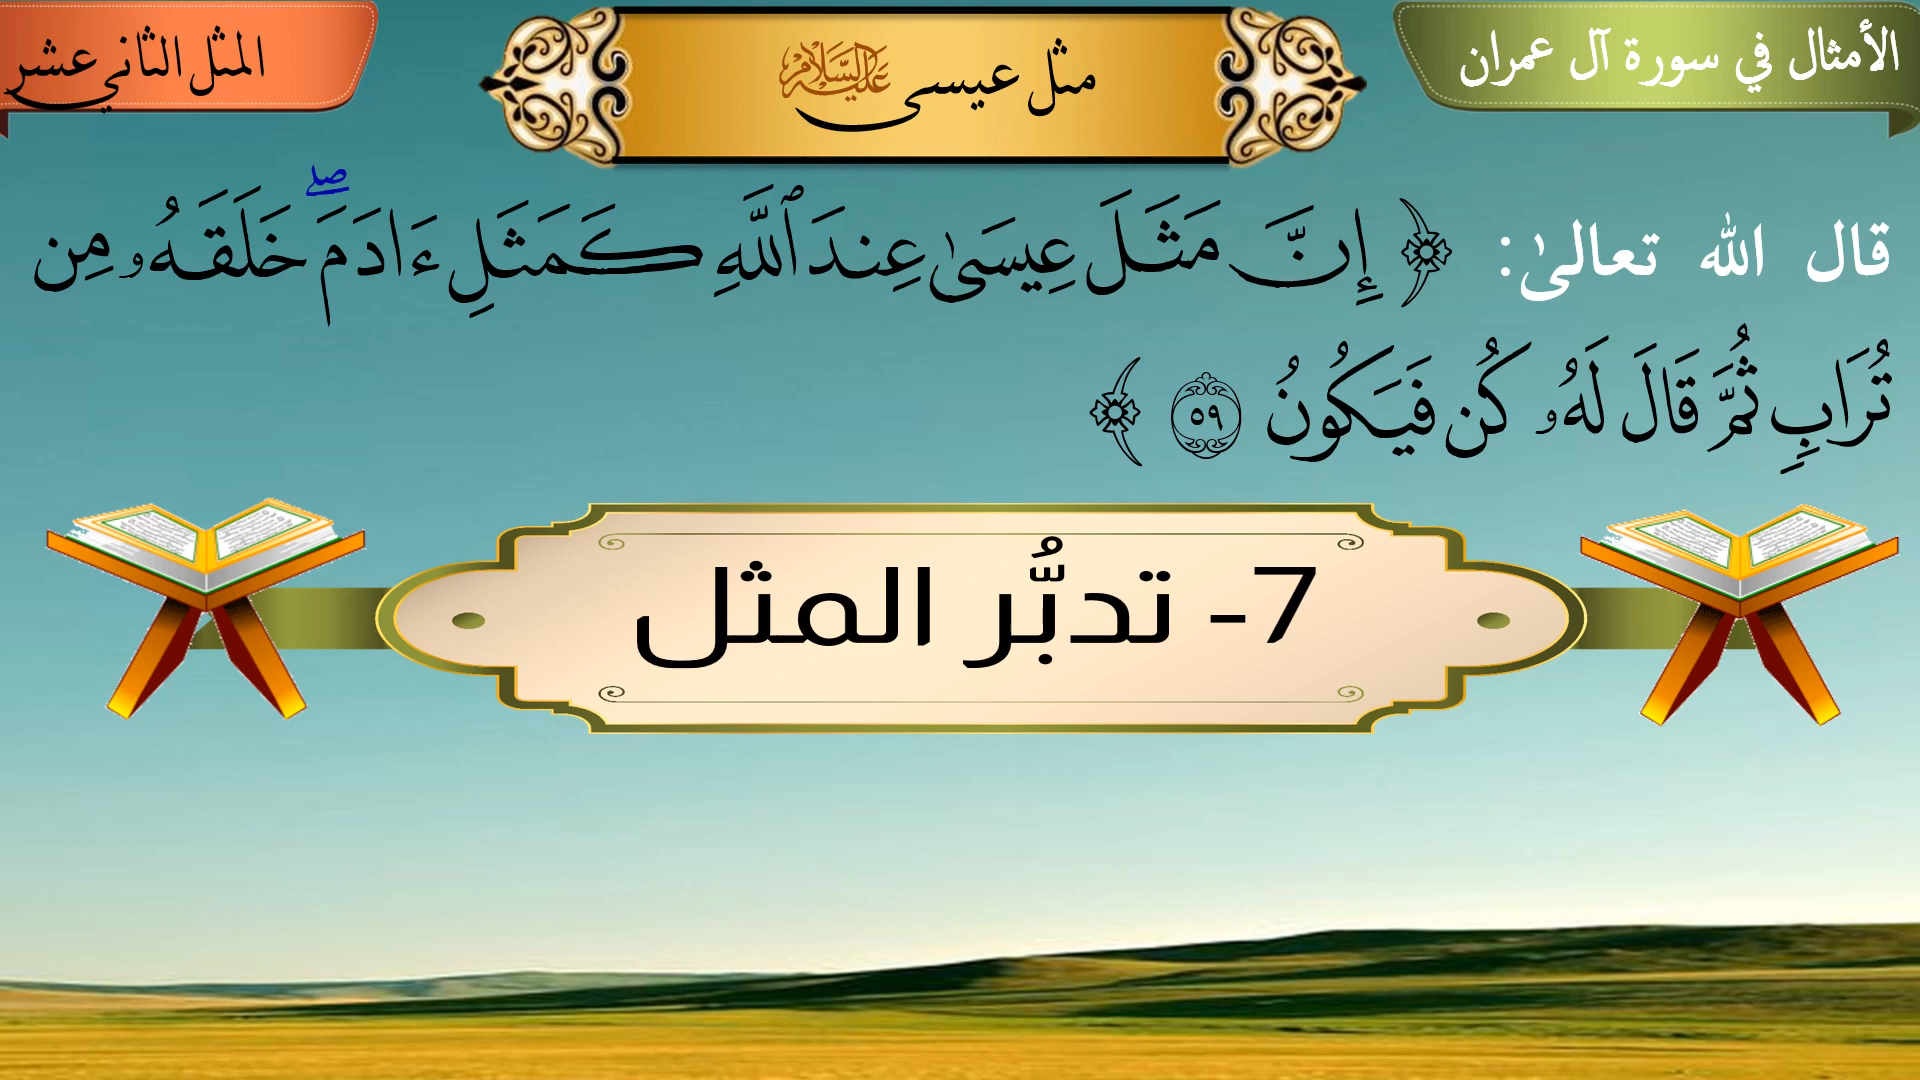 الأمثال في سورة آل عمران
مثل عيسى عليه السلام
المثل الثاني عشر
قال الله تعالىٰ: ﴿ إِنَّ مَثَلَ عِيسَىٰ عِندَ ٱللَّهِ كَمَثَلِ ءَادَمَۖ خَلَقَهُۥ مِن
تُرَابٍ ثُمَّ قَالَ لَهُۥ كُن فَيَكُونُ ٥٩ ﴾
7- تدبُّر المثل